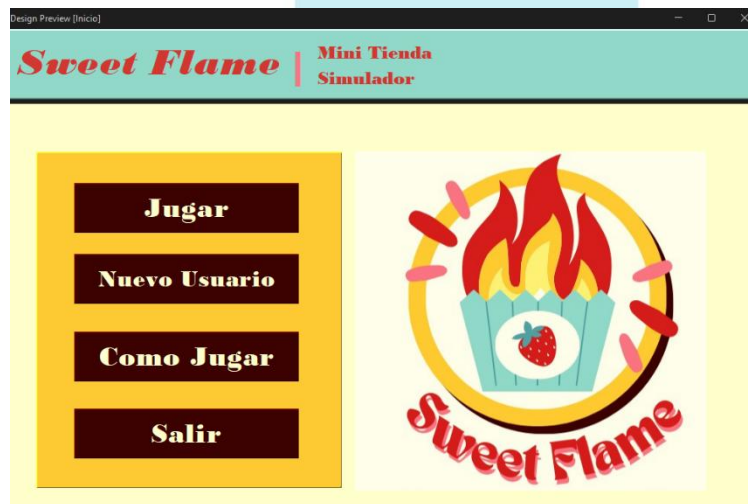 Design Preview [Inicio]
Sweet Flame
Mini Tienda
Simulador
Jugar
Nuevo Usuario
Como Jugar
Salir
Sweet Flame